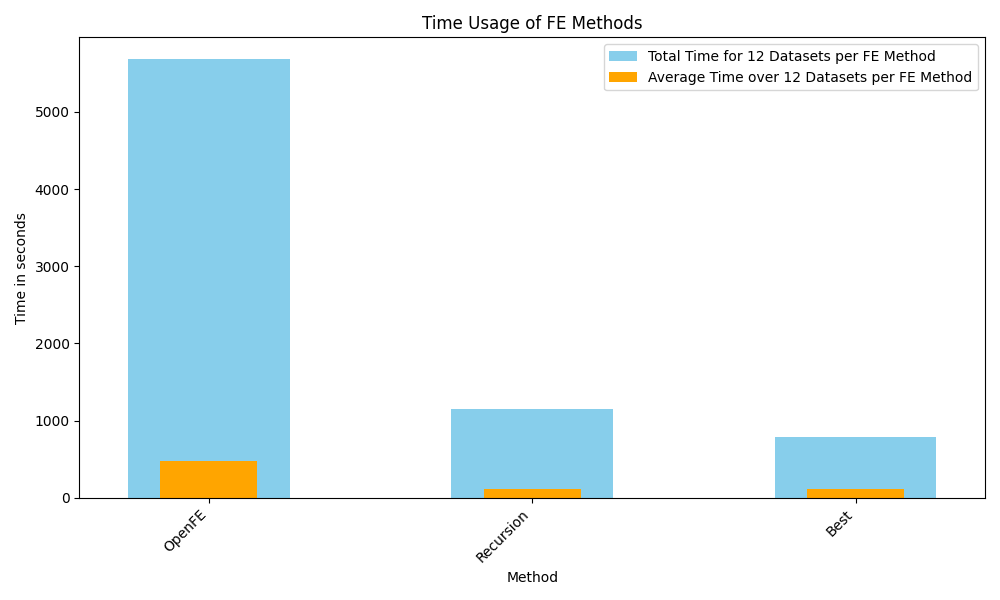 Time Usage of FE Methods
Total Time for 12 Datasets per FE Method
Average Time over 12 Datasets per FE Method
Time in seconds
5000
4000
3000
2000
1000
0
OpenFE
Recursion
Best
Method